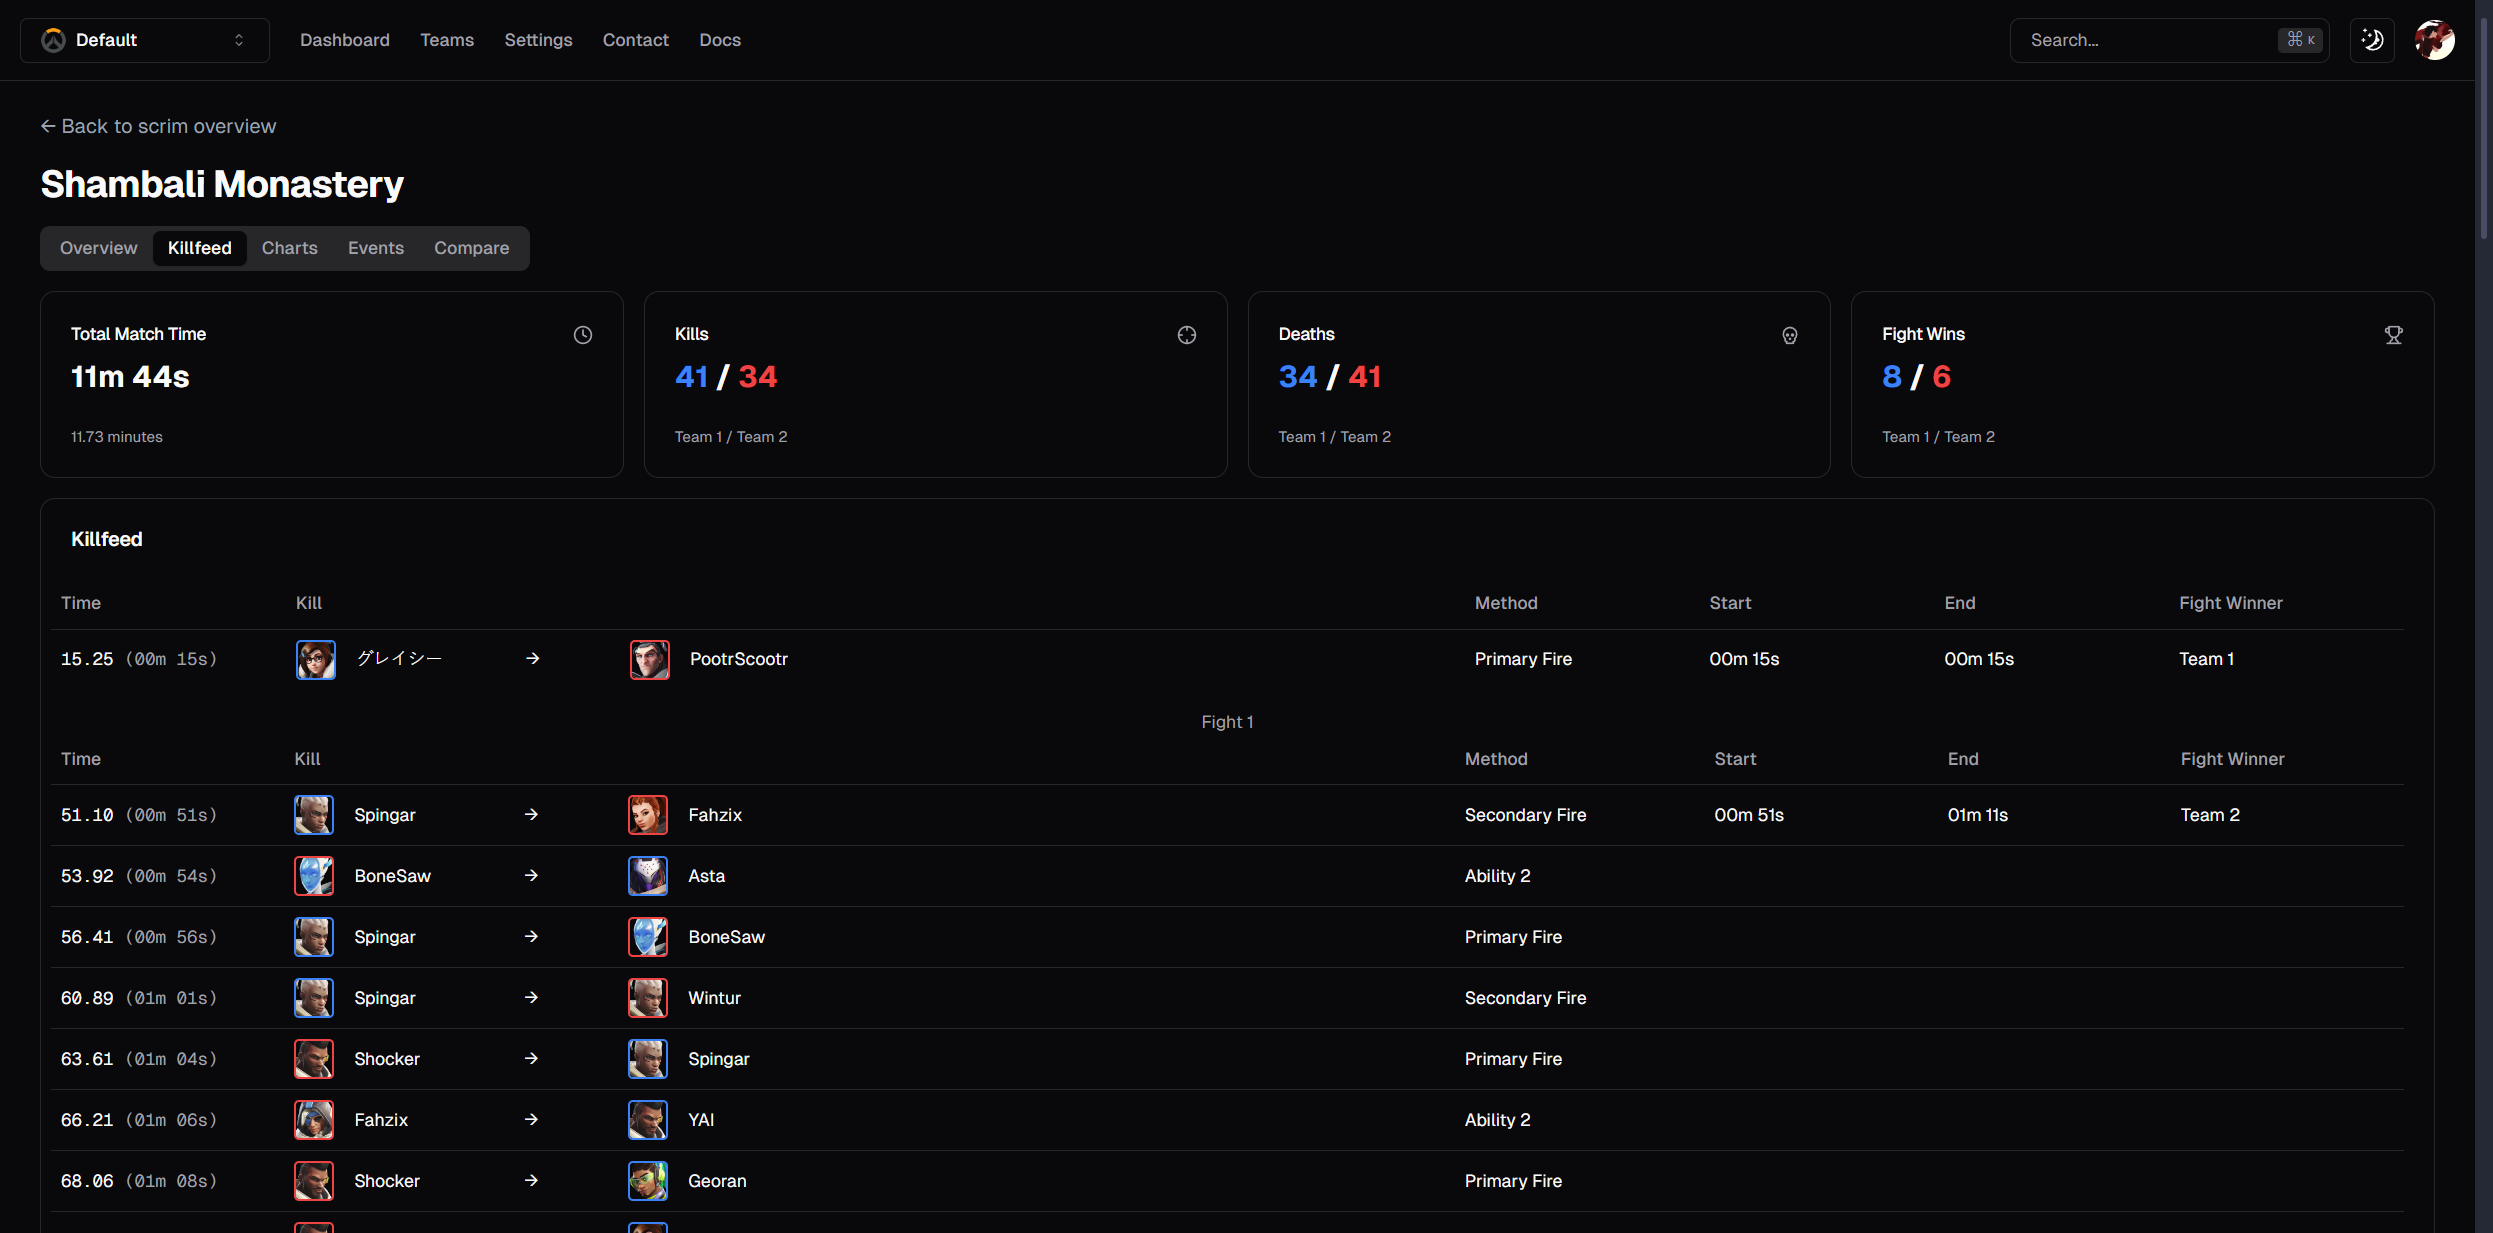 Default
Dashboard Teams Settings Contact Docs
Search... ⌘ K
← Back to scrim overview
Shambali Monastery
Overview Killfeed Charts Events Compare
Total Match Time
11m 44s
11.73 minutes
Kills
41 / 34
Team 1 / Team 2
Deaths
34 / 41
Team 1 / Team 2
Fight Wins
8 / 6
Team 1 / Team 2
Killfeed
Time Kill Method Start End Fight Winner
15.25 (00m 15s) グレイシー → PootrScootr Primary Fire 00m 15s 00m 15s Team 1
Fight 1
Time Kill Method Start End Fight Winner
51.10 (00m 51s) Spingar → Fahzix Secondary Fire 00m 51s 01m 11s Team 2
53.92 (00m 54s) BoneSaw → Asta Ability 2
56.41 (00m 56s) Spingar → BoneSaw Primary Fire
60.89 (01m 01s) Spingar → Wintur Secondary Fire
63.61 (01m 04s) Shocker → Spingar Primary Fire
66.21 (01m 06s) Fahzix → YAI Ability 2
68.06 (01m 08s) Shocker → Georan Primary Fire